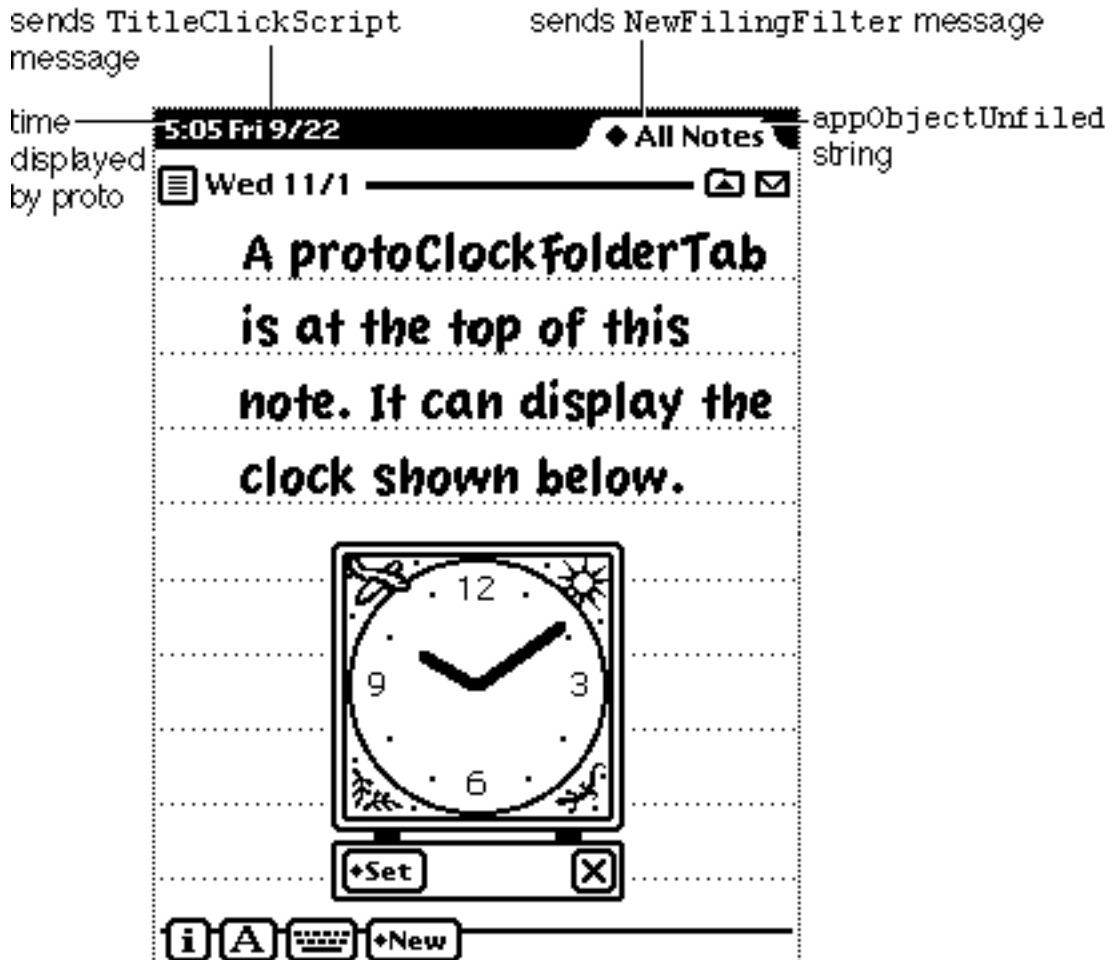 sends TitleClickScript message
sends NewFilingFilter message
time displayed by proto
5:05 Fri 9/22
◆ All Notes
appObjectUnfiled string
Wed 11/1
A protoClockFolderTab
is at the top of this
note. It can display the
clock shown below.
12
9
3
6
◆Set
i
A
◆New